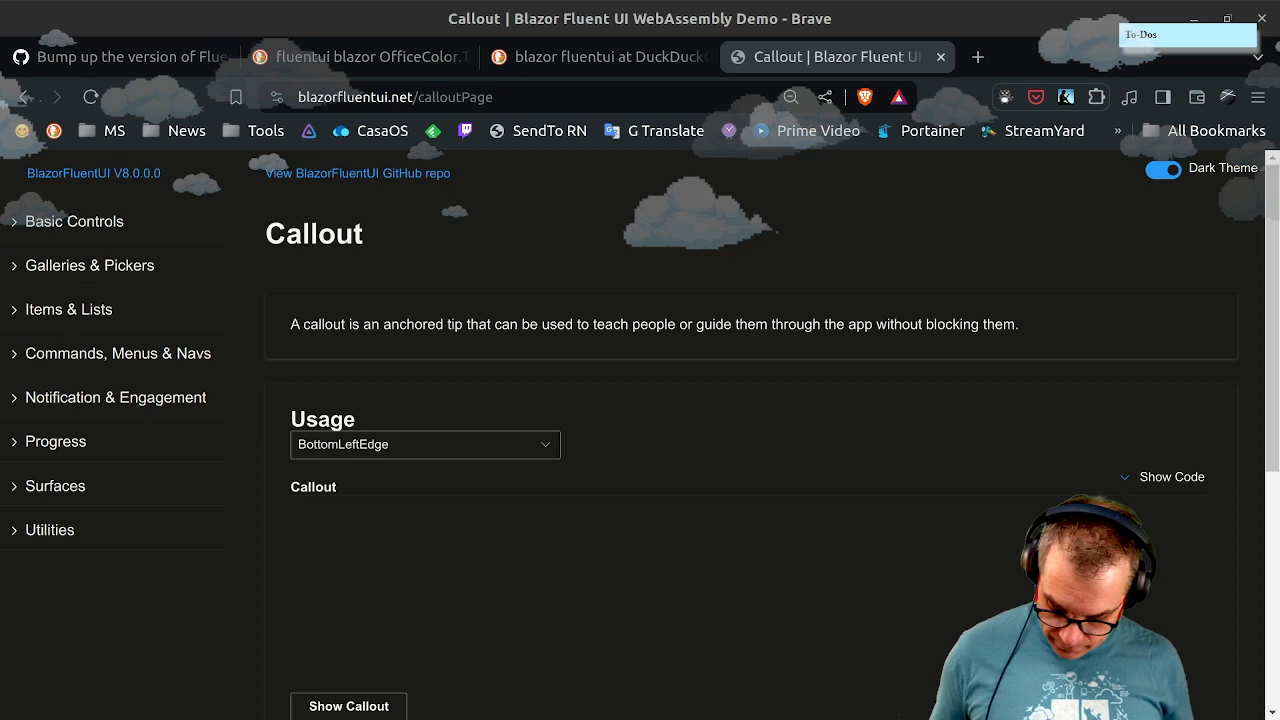 Callout | Blazor Fluent UI WebAssembly Demo - Brave
To-Dos
Bump up the version of Flue
fluentui blazor OfficeColor.T
blazor fluentui at DuckDuckG
Callout | Blazor Fluent UI
blazorfluentui.net/calloutPage
MS
News
Tools
CasaOS
SendTo RN
G Translate
Prime Video
Portainer
StreamYard
»
All Bookmarks
BlazorFluentUI V8.0.0.0
View BlazorFluentUI GitHub repo
Dark Theme
Basic Controls
Galleries & Pickers
Items & Lists
Commands, Menus & Navs
Notification & Engagement
Progress
Surfaces
Utilities
Callout
A callout is an anchored tip that can be used to teach people or guide them through the app without blocking them.
Usage
BottomLeftEdge
Show Code
Callout
Show Callout